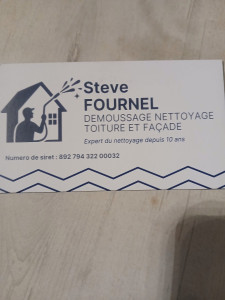 Steve
FOURNEL
DEMOUSSAGE NETTOYAGE
TOITURE ET FAÇADE
Expert du nettoyage depuis 10 ans
Numero de siret : 892 794 322 00032